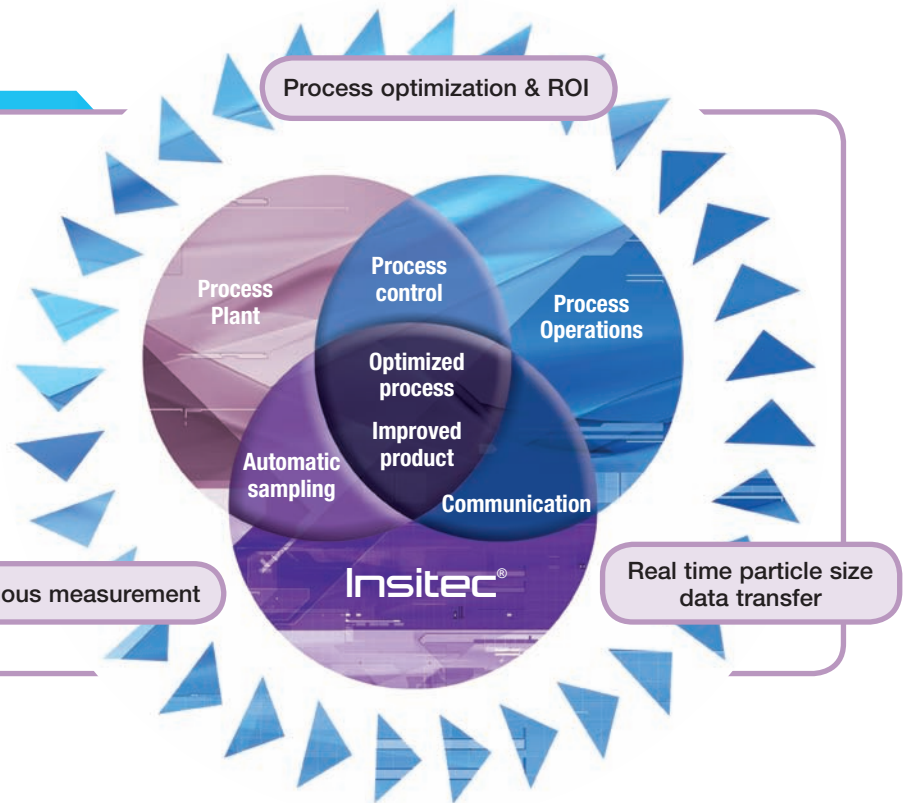 Process optimization & ROI
Process
Plant
Process
control
Process
Operations
Optimized
process
Improved
product
Automatic
sampling
Communication
Insitec®
measurement
Real time particle size
data transfer